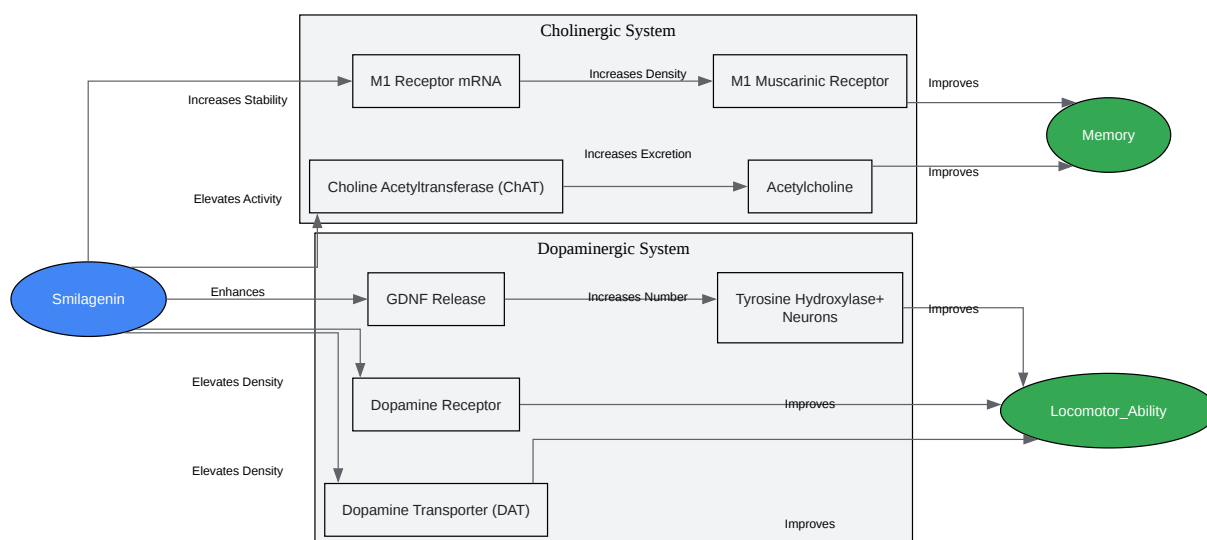 Cholinergic System
M1 Receptor mRNA
Increases Density
M1 Muscarinic Receptor
Improves
Increases Stability
Memory
Increases Excretion
Choline Acetyltransferase (ChAT)
Acetylcholine
Improves
Elevates Activity
Dopaminergic System
Smilagenin
Enhances
GDNF Release
Increases Number
Tyrosine Hydroxylase+
Neurons
Improves
Elevates Density
Dopamine Receptor
Improves
Locomotor_Ability
Elevates Density
Dopamine Transporter (DAT)
Improves